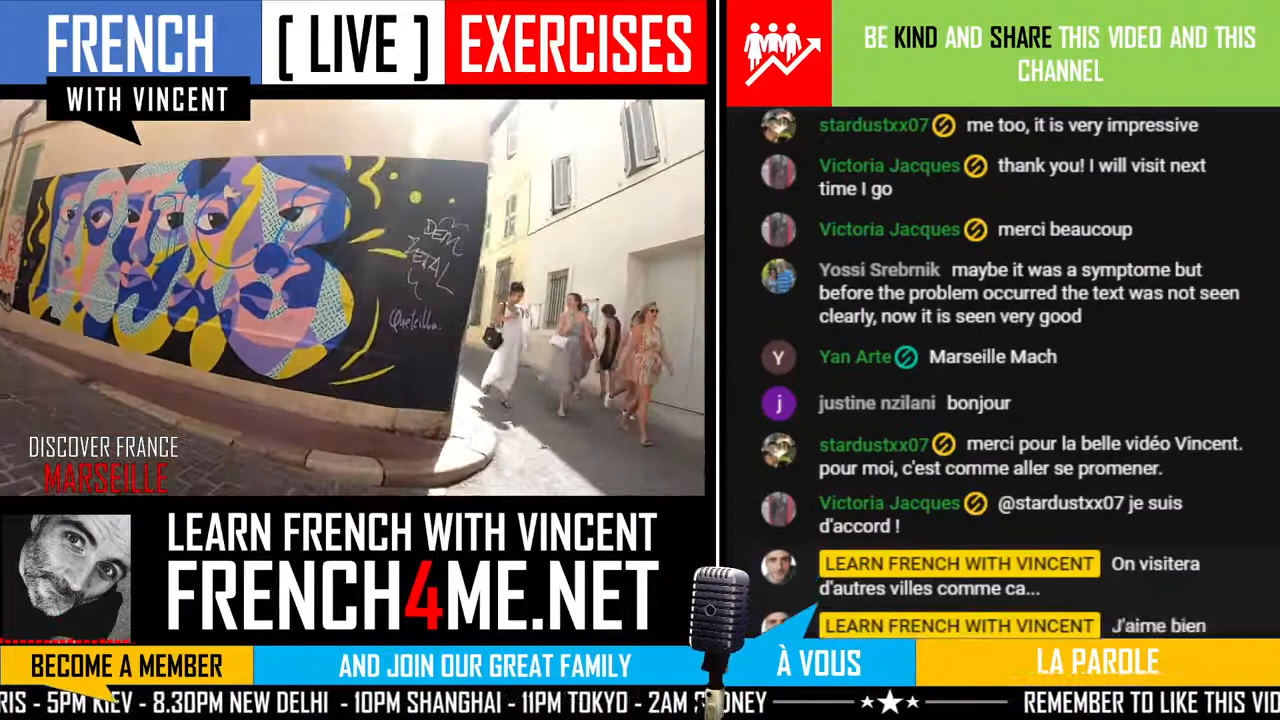 FRENCH [ LIVE ] EXERCISES
WITH VINCENT
BE KIND AND SHARE THIS VIDEO AND THIS
CHANNEL
DEM
ZETAL
DISCOVER FRANCE
MARSEILLE
stardustxx07 me too, it is very impressive
Victoria Jacques thank you! I will visit next
time I go
Victoria Jacques merci beaucoup
Yossi Srebrnik maybe it was a symptome but
before the problem occurred the text was not seen
clearly, now it is seen very good
Y Yan Arte Marseille Mach
j justine nzilani bonjour
stardustxx07 merci pour la belle vidéo Vincent.
pour moi, c'est comme aller se promener.
Victoria Jacques @stardustxx07 je suis
d'accord !
LEARN FRENCH WITH VINCENT On visitera
d'autres villes comme ca...
LEARN FRENCH WITH VINCENT J'aime bien
LEARN FRENCH WITH VINCENT
FRENCH4ME.NET
BECOME A MEMBER AND JOIN OUR GREAT FAMILY
À VOUS LA PAROLE
RIS - 5PM KIEV - 8.30PM NEW DELHI - 10PM SHANGHAI - 11PM TOKYO - 2AM REMEMBER TO LIKE THIS VID